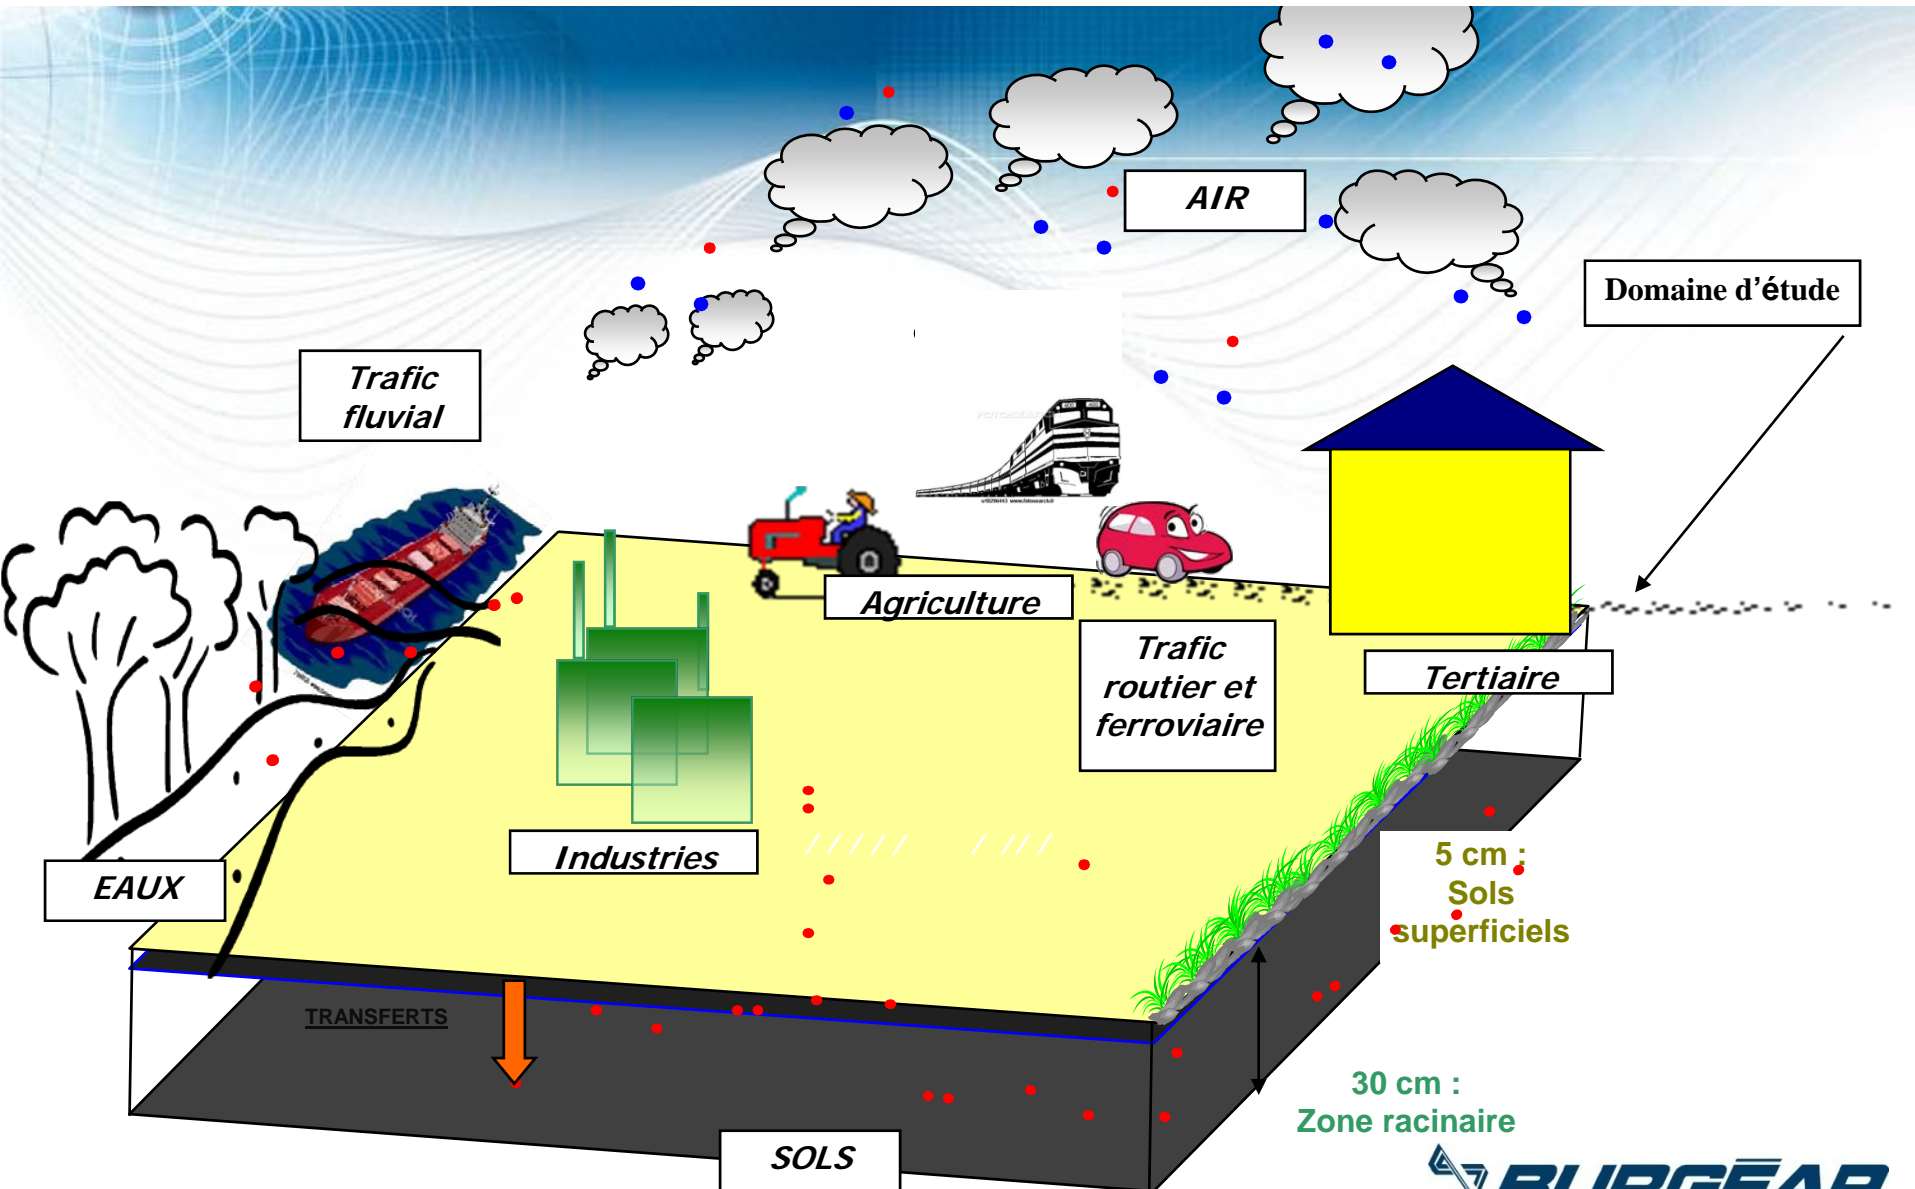 AIR
Domaine d'étude
Trafic
fluvial
Agriculture
Trafic
routier et
ferroviaire
Tertiaire
Industries
EAUX
5 cm :
Sols
superficiels
TRANSFERTS
30 cm :
Zone racinaire
SOLS
BURGÉAP